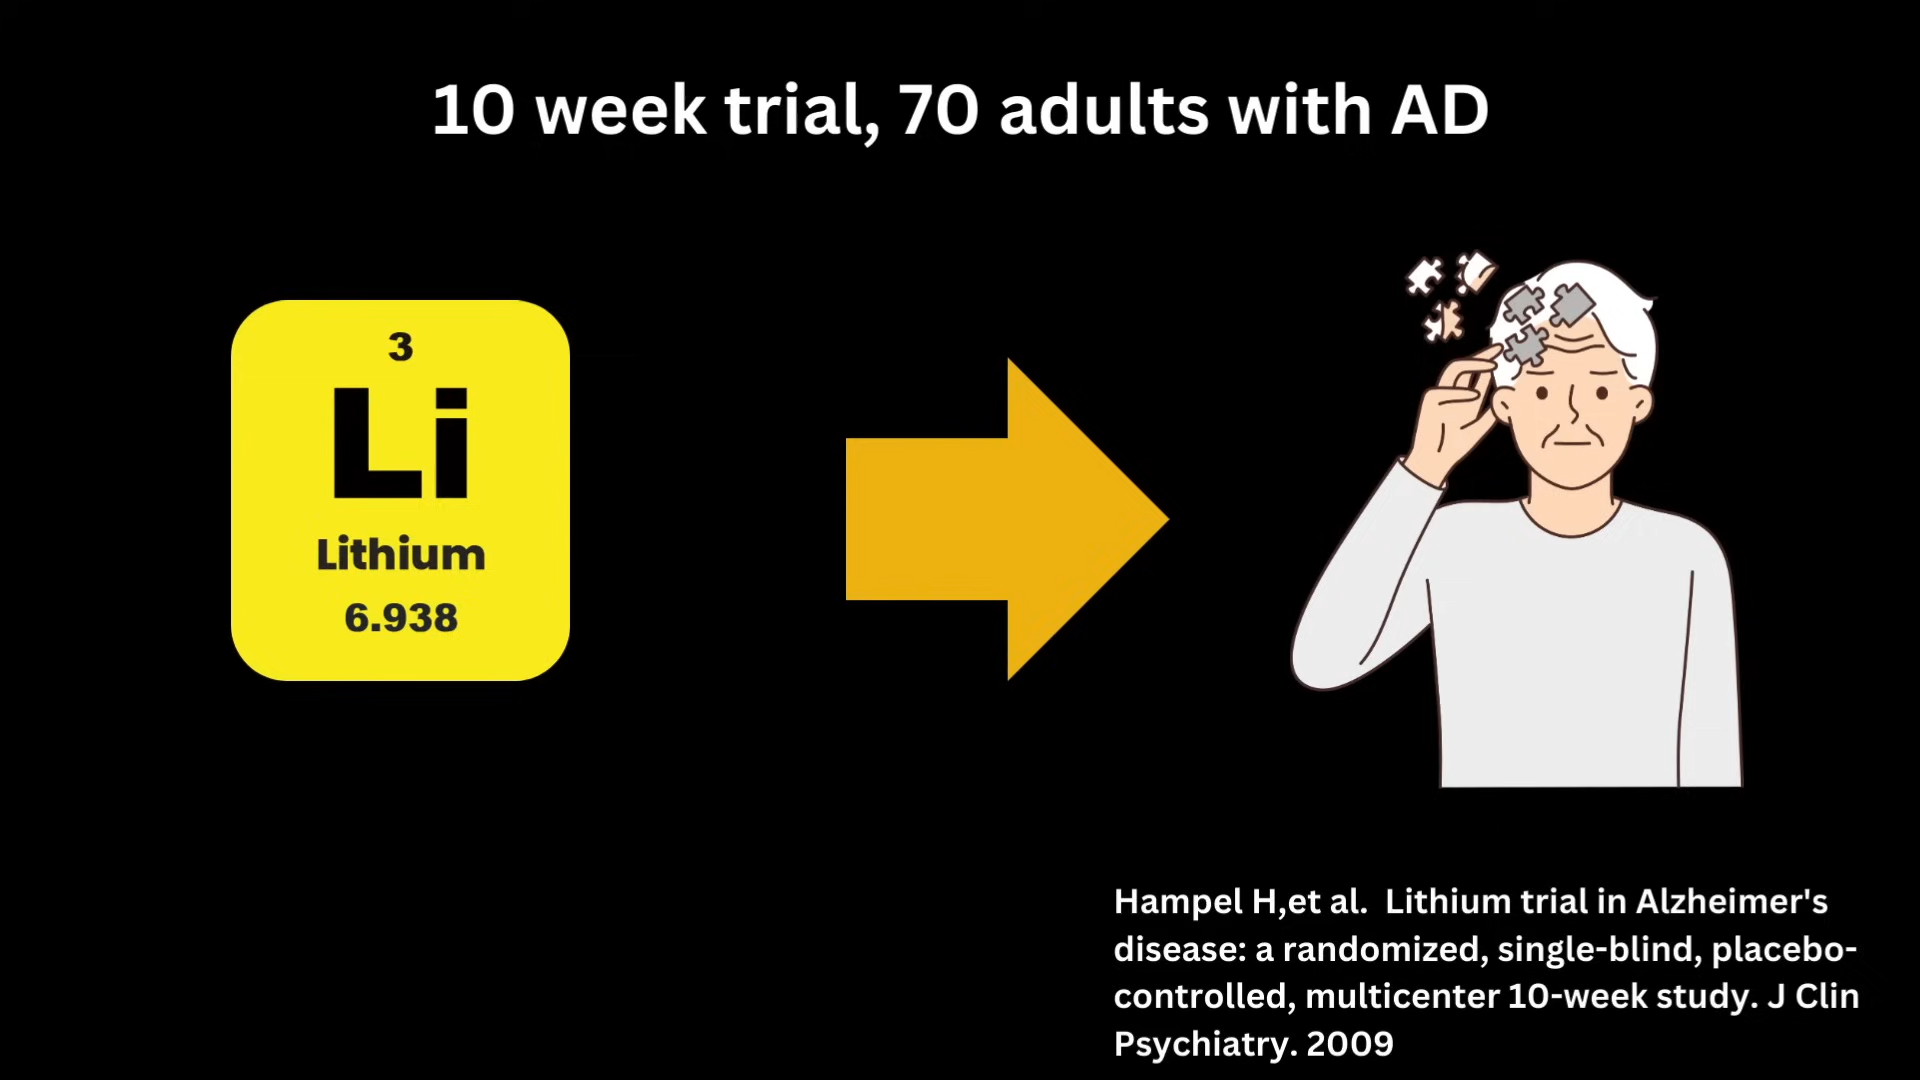 10 week trial, 70 adults with AD
3
Li
Lithium
6.938
Hampel H,et al.  Lithium trial in Alzheimer's
disease: a randomized, single-blind, placebo-
controlled, multicenter 10-week study. J Clin
Psychiatry. 2009